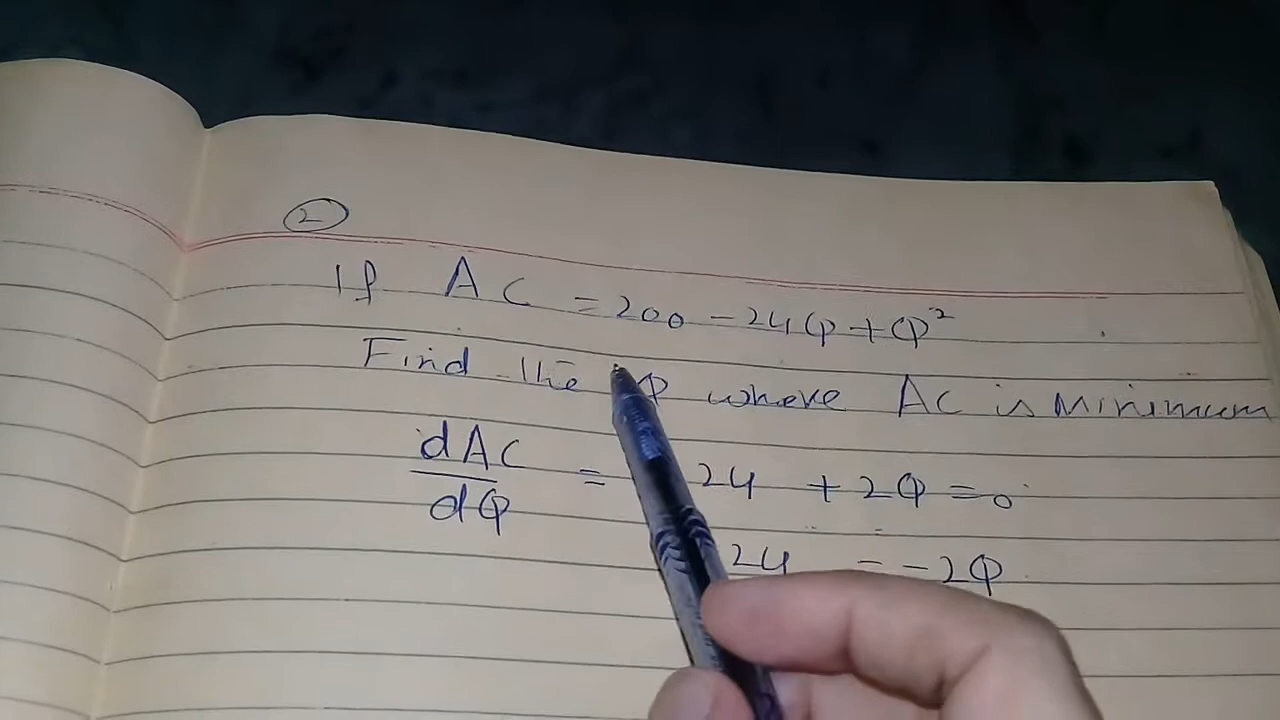 2
If AC = 200 - 24Q + Q²
Find the Q where AC is Minimum
dAC/dQ = 24 + 2Q = 0
24 = -2Q